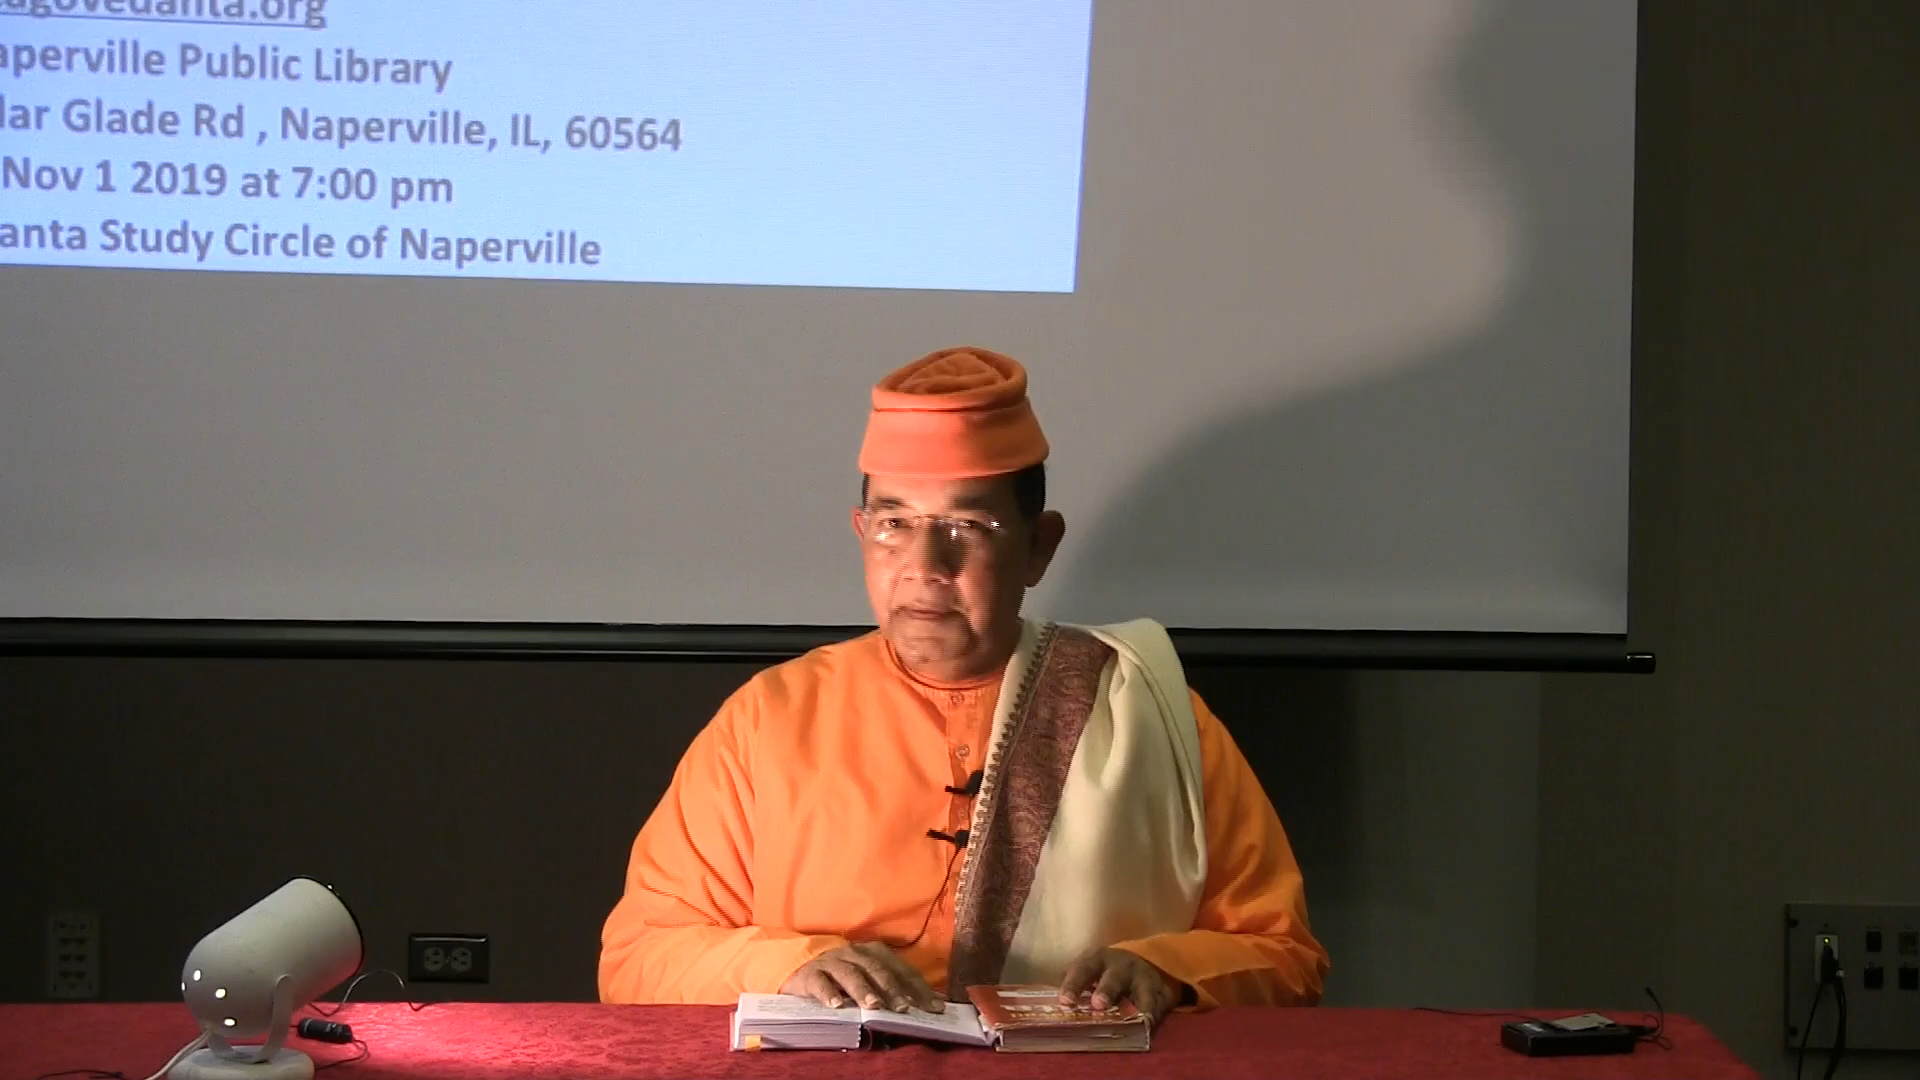 agovedanta.org
aperville Public Library
lar Glade Rd , Naperville, IL, 60564
Nov 1 2019 at 7:00 pm
anta Study Circle of Naperville